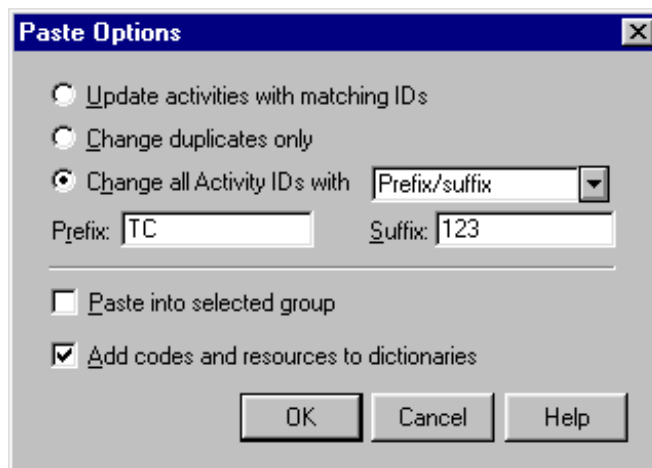 Paste Options
Update activities with matching IDs
Change duplicates only
Change all Activity IDs with Prefix/suffix
Prefix: TC Suffix: 123
Paste into selected group
Add codes and resources to dictionaries
OK Cancel Help